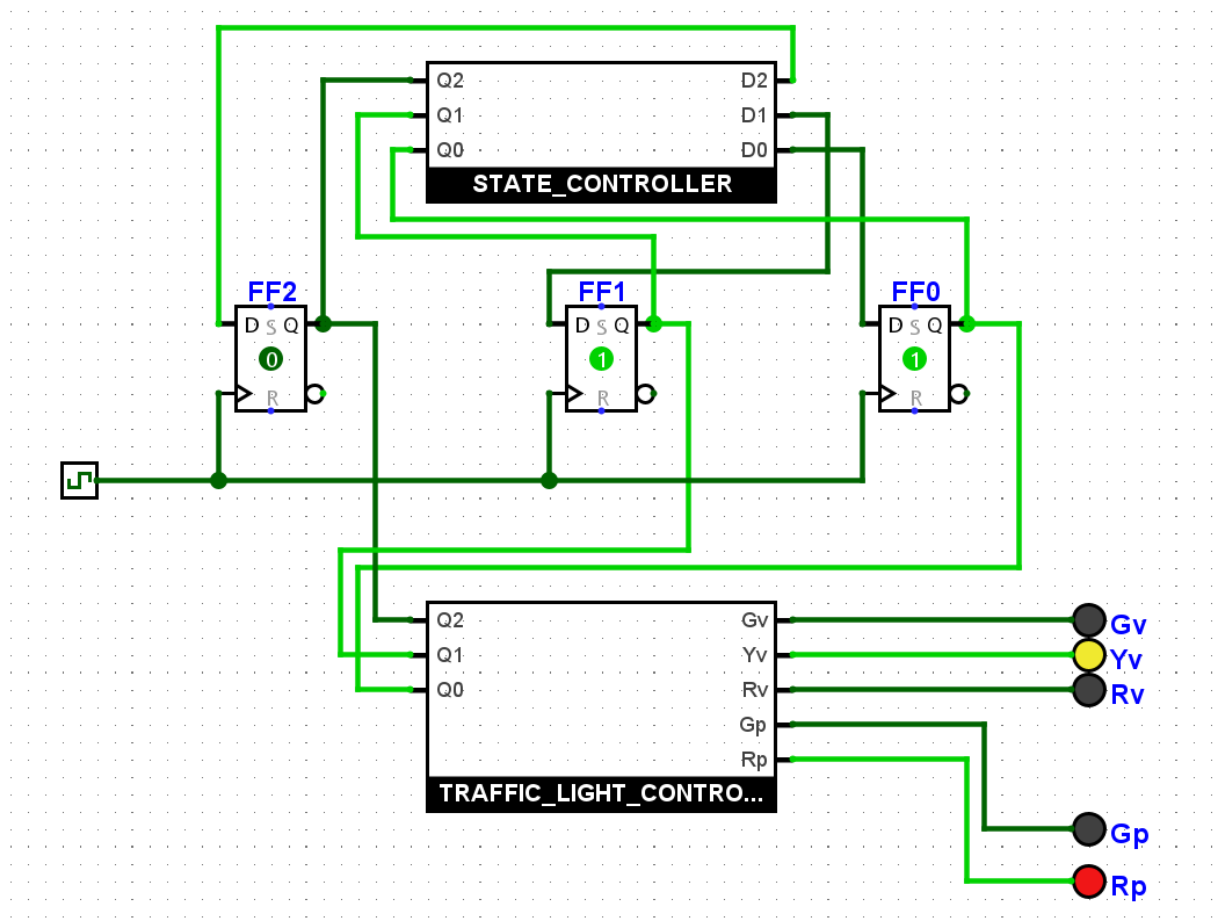 Q2 D2
Q1 D1
Q0 D0
STATE_CONTROLLER
FF2 FF1 FF0
D S Q D S Q D S Q
0 1 1
R R R
Q2 Gv Gv
Q1 Yv Yv
Q0 Rv Rv
Gp
Rp
TRAFFIC_LIGHT_CONTRO...
Gp
Rp